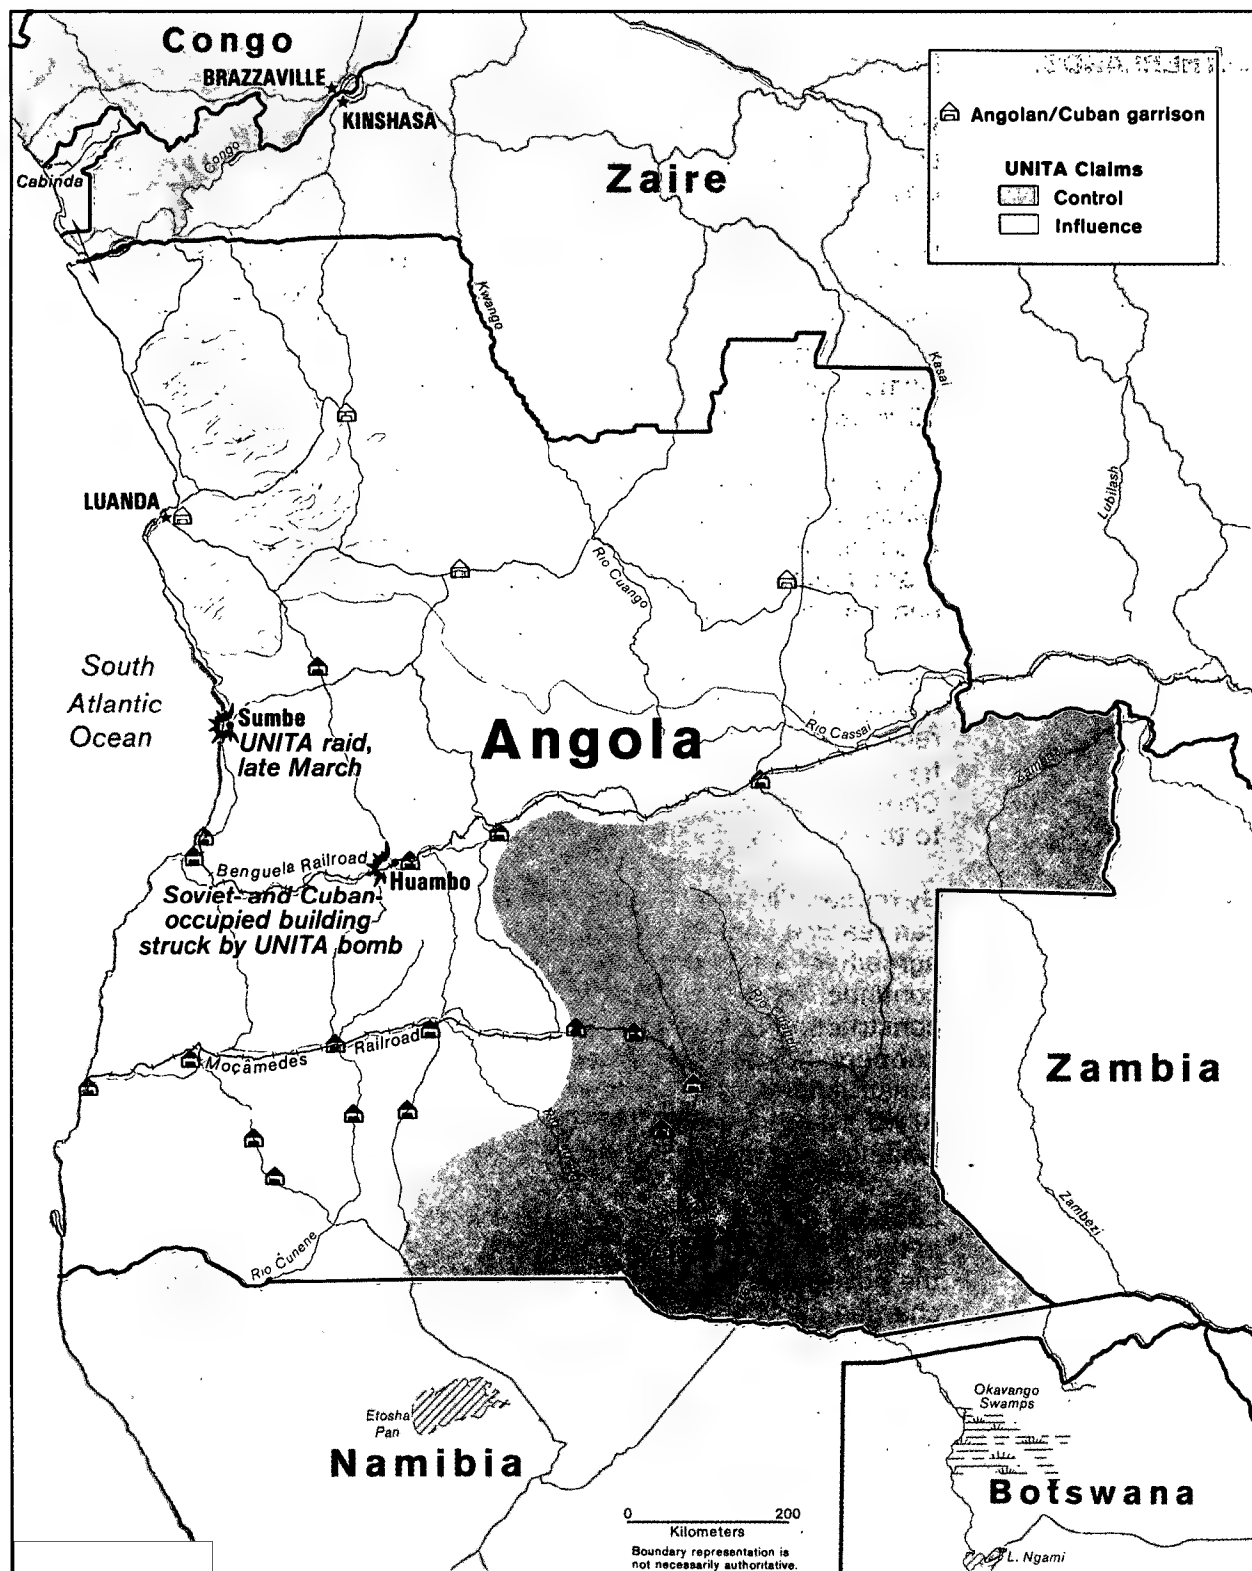 Congo
BRAZZAVILLE
KINSHASA
Congo
Cabinda
Zaire
Angolan/Cuban garrison
UNITA Claims
Control
Influence
Kwango
Kasai
Lubilash
LUANDA
Rio Cuango
South
Atlantic
Ocean
Sumbe
UNITA raid,
late March
Angola
Rio Cassai
Zambezi
Benguela Railroad
Huambo
Soviet- and Cuban-
occupied building
struck by UNITA bomb
Moçâmedes Railroad
Zambia
Zambezi
Rio Cunene
Etosha
Pan
Namibia
Okavango
Swamps
Botswana
L. Ngami
0 200
Kilometers
Boundary representation is
not necessarily authoritative.